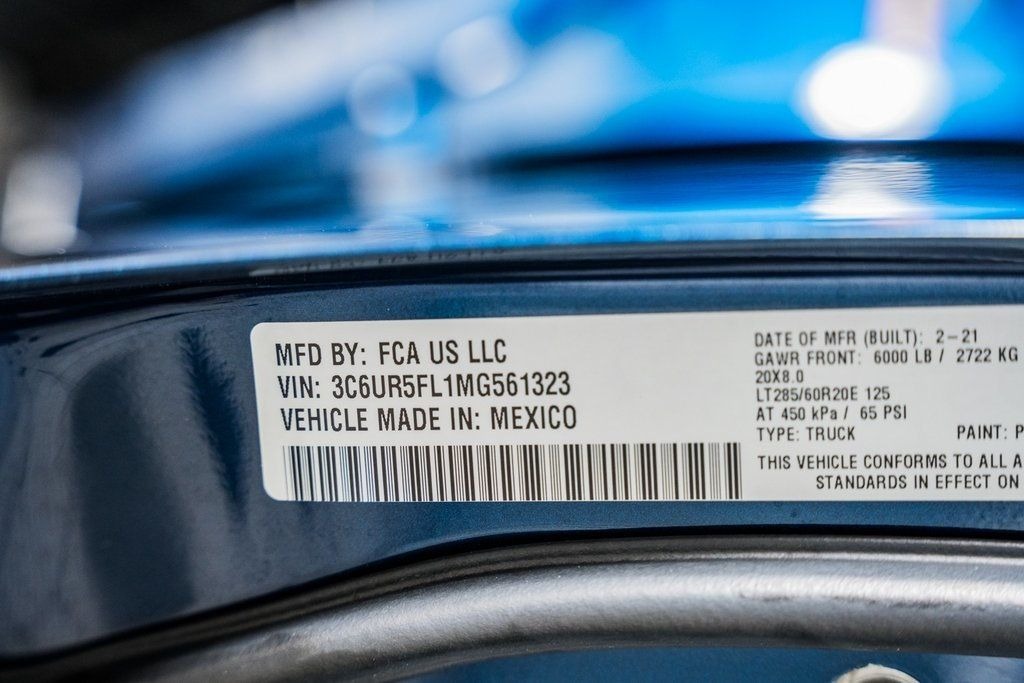 MFD BY: FCA US LLC
VIN: 3C6UR5FL1MG561323
VEHICLE MADE IN: MEXICO
DATE OF MFR (BUILT): 2-21
GAWR FRONT: 6000 LB / 2722 KG
20X8.0
LT285/60R20E 125
AT 450 kPa / 65 PSI
TYPE: TRUCK PAINT: P
THIS VEHICLE CONFORMS TO ALL A
STANDARDS IN EFFECT ON